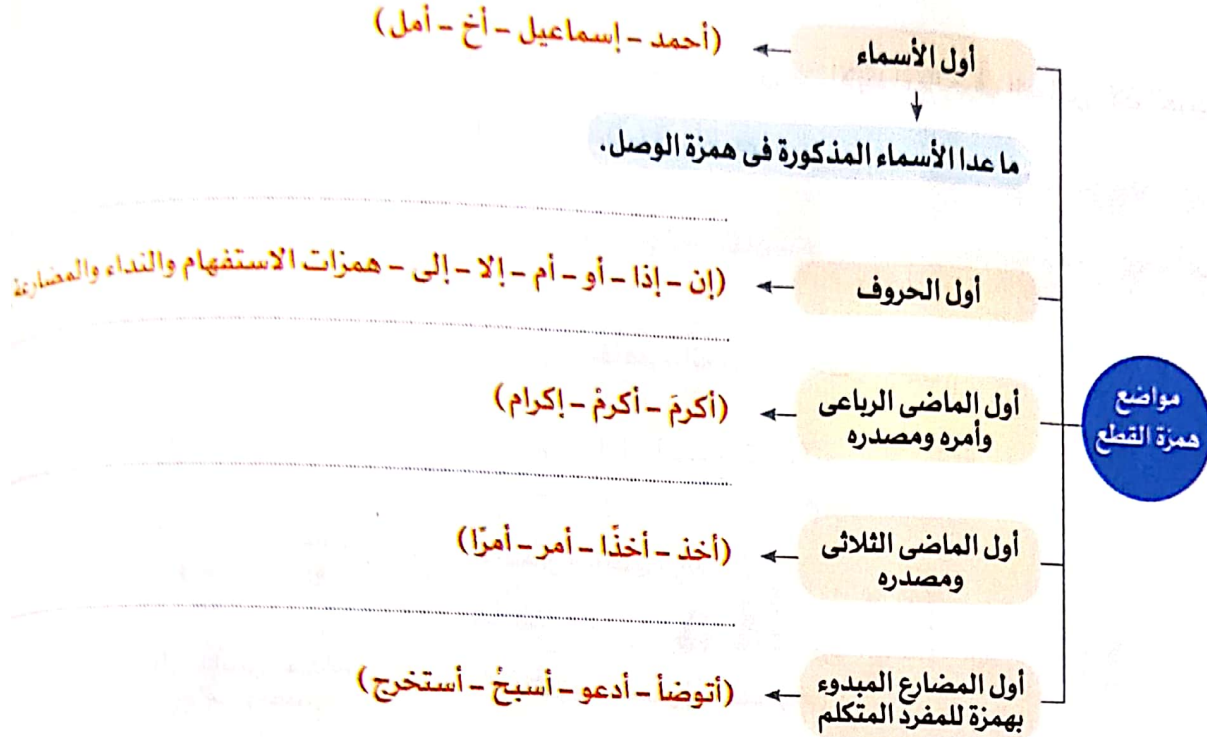 مواضع
همزة القطع
أول الأسماء
(أحمد - إسماعيل - أخ - أمل)
ما عدا الأسماء المذكورة فى همزة الوصل.
أول الحروف
(إن - إذا - أو - أم - إلا - إلى - همزات الاستفهام والنداء والمضارعة
أول الماضى الرباعى
وأمره ومصدره
(أكرمَ - أكرمْ - إكرام)
أول الماضى الثلاثى
ومصدره
(أخذ - أخذًا - أمر - أمرًا)
أول المضارع المبدوء
بهمزة للمفرد المتكلم
(أتوضأ - أدعو - أسبحُ - أستخرج)